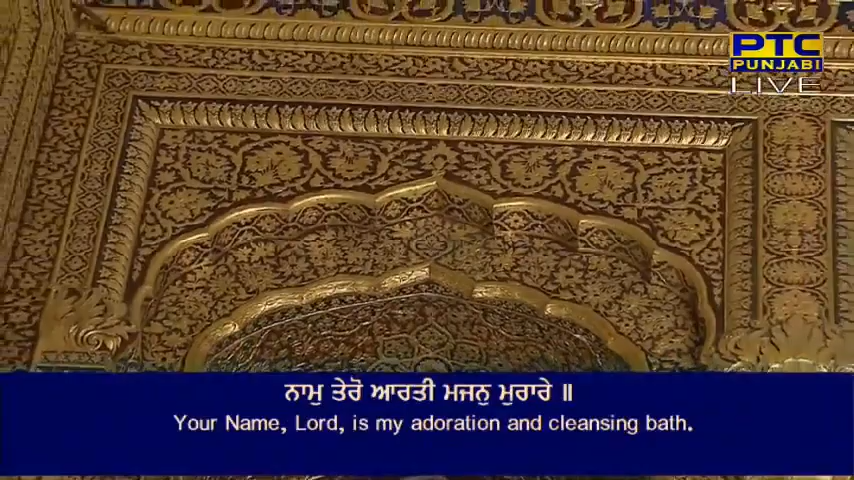 PTC
PUNJABI
LIVE
ਨਾਮੁ ਤੇਰੋ ਆਰਤੀ ਮਜਨੁ ਮੁਰਾਰੇ ॥
Your Name, Lord, is my adoration and cleansing bath.